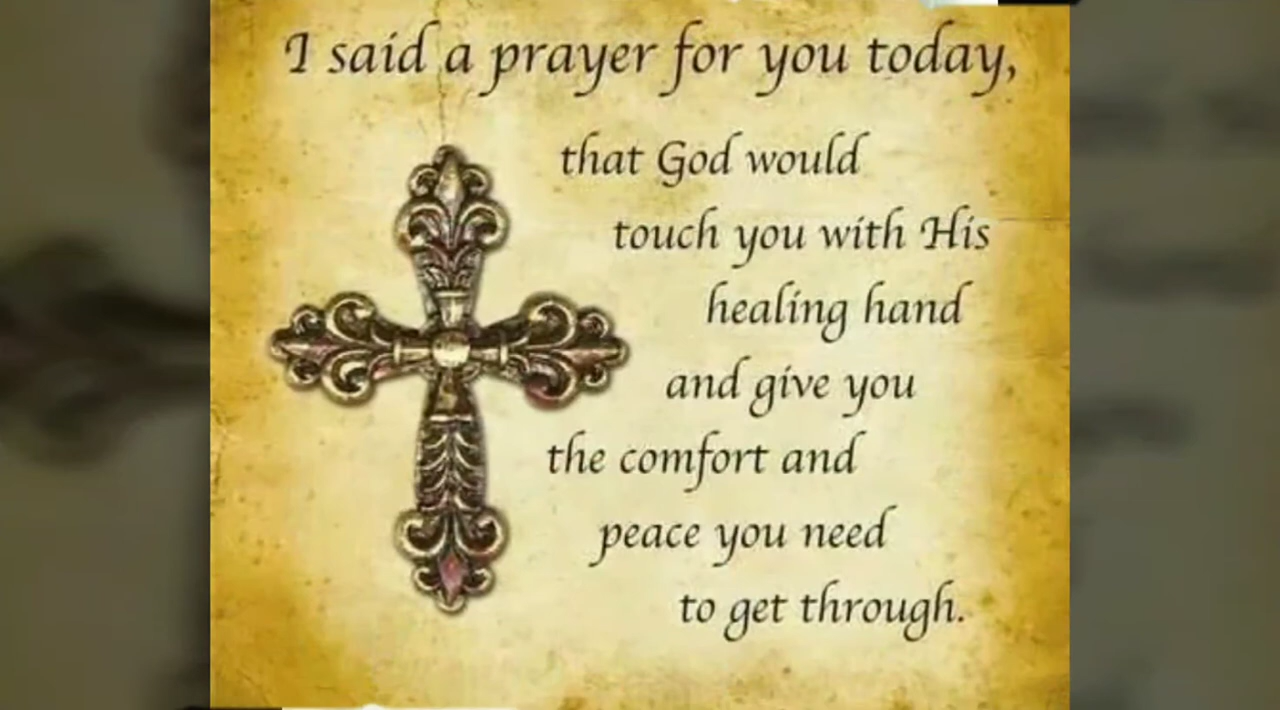 I said a prayer for you today,
that God would
touch you with His
healing hand
and give you
the comfort and
peace you need
to get through.